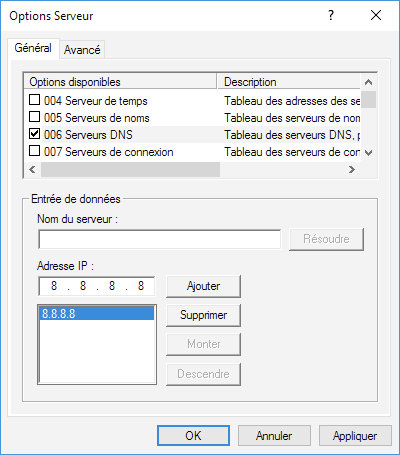 Options Serveur
Général Avancé
Options disponibles Description
004 Serveur de temps Tableau des adresses des se
005 Serveurs de noms Tableau des serveurs de nom
006 Serveurs DNS Tableau des serveurs DNS, p
007 Serveurs de connexion Tableau des serveurs de con
Entrée de données
Nom du serveur :
Résoudre
Adresse IP :
8 . 8 . 8 . 8 Ajouter
8.8.8.8 Supprimer
Monter
Descendre
OK Annuler Appliquer